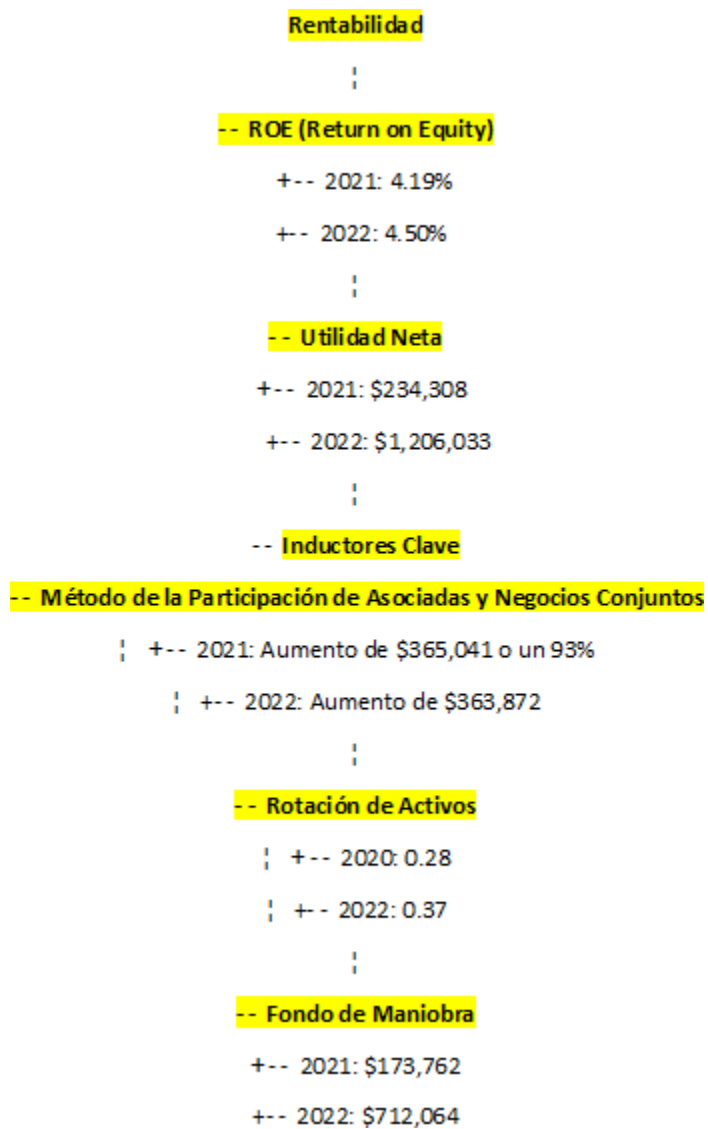 Rentabilidad
¦
-- ROE (Return on Equity)
+-- 2021: 4.19%
+-- 2022: 4.50%
¦
-- Utilidad Neta
+-- 2021: $234,308
+-- 2022: $1,206,033
¦
-- Inductores Clave
-- Método de la Participación de Asociadas y Negocios Conjuntos
¦ +-- 2021: Aumento de $365,041 o un 93%
¦ +-- 2022: Aumento de $363,872
¦
-- Rotación de Activos
¦ +-- 2020: 0.28
¦ +-- 2022: 0.37
¦
-- Fondo de Maniobra
+-- 2021: $173,762
+-- 2022: $712,064